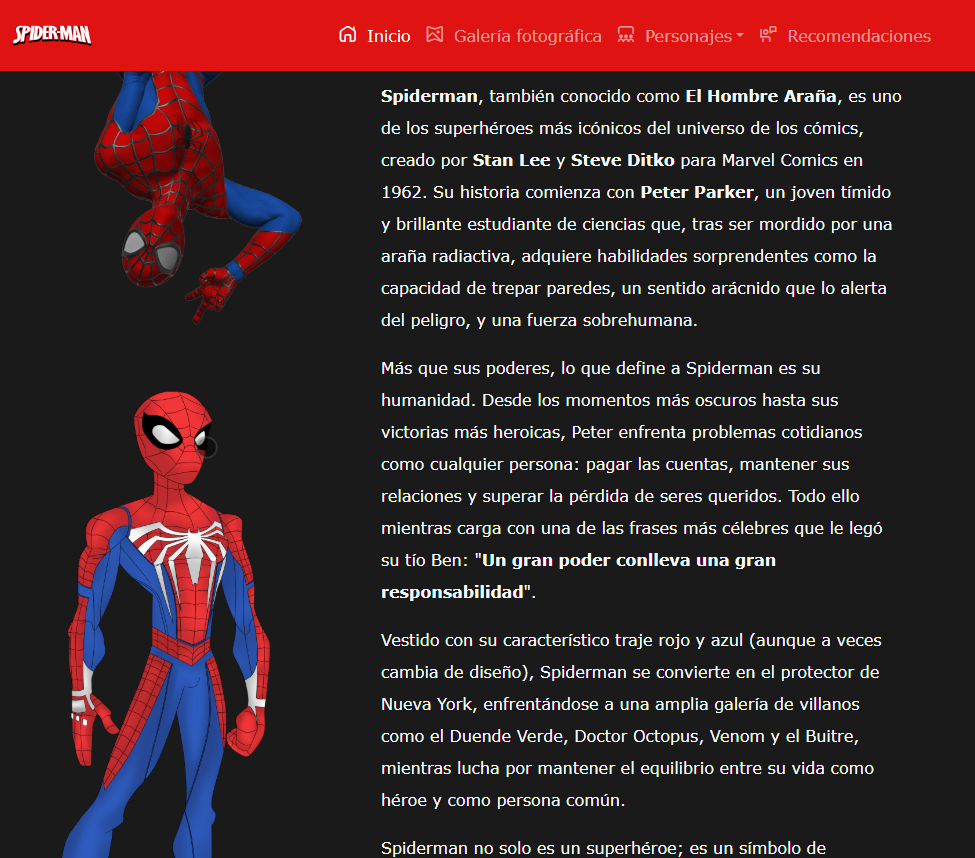 SPIDER-MAN
Inicio Galería fotográfica Personajes Recomendaciones
Spiderman, también conocido como El Hombre Araña, es uno
de los superhéroes más icónicos del universo de los cómics,
creado por Stan Lee y Steve Ditko para Marvel Comics en
1962. Su historia comienza con Peter Parker, un joven tímido
y brillante estudiante de ciencias que, tras ser mordido por una
araña radiactiva, adquiere habilidades sorprendentes como la
capacidad de trepar paredes, un sentido arácnido que lo alerta
del peligro, y una fuerza sobrehumana.
Más que sus poderes, lo que define a Spiderman es su
humanidad. Desde los momentos más oscuros hasta sus
victorias más heroicas, Peter enfrenta problemas cotidianos
como cualquier persona: pagar las cuentas, mantener sus
relaciones y superar la pérdida de seres queridos. Todo ello
mientras carga con una de las frases más célebres que le legó
su tío Ben: "Un gran poder conlleva una gran
responsabilidad".
Vestido con su característico traje rojo y azul (aunque a veces
cambia de diseño), Spiderman se convierte en el protector de
Nueva York, enfrentándose a una amplia galería de villanos
como el Duende Verde, Doctor Octopus, Venom y el Buitre,
mientras lucha por mantener el equilibrio entre su vida como
héroe y como persona común.
Spiderman no solo es un superhéroe; es un símbolo de